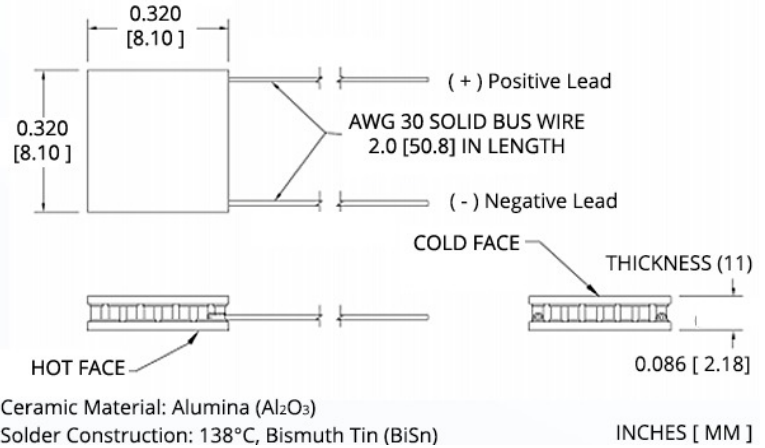 0.320
[8.10 ]
( + ) Positive Lead
0.320
[8.10 ]
AWG 30 SOLID BUS WIRE
2.0 [50.8] IN LENGTH
( - ) Negative Lead
COLD FACE
THICKNESS (11)
HOT FACE
0.086 [ 2.18]
Ceramic Material: Alumina (Al₂O₃)
Solder Construction: 138°C, Bismuth Tin (BiSn)
INCHES [ MM ]